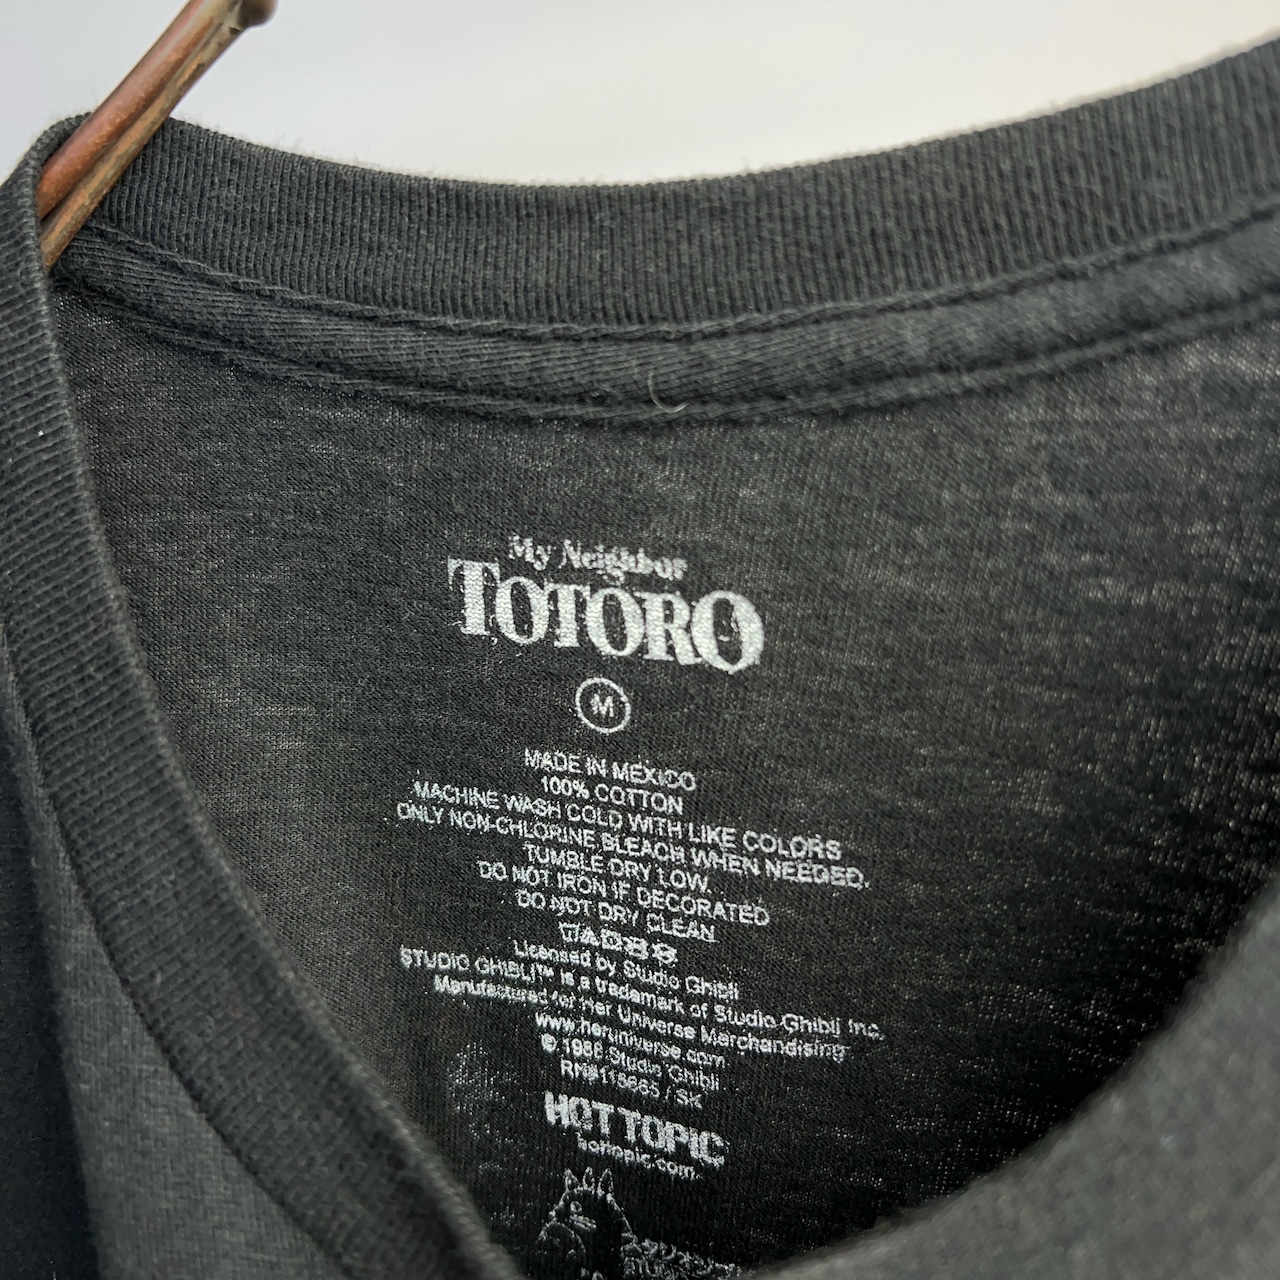 My Neighbor
TOTORO
M
MADE IN MEXICO
100% COTTON
MACHINE WASH COLD WITH LIKE COLORS
ONLY NON-CHLORINE BLEACH WHEN NEEDED.
TUMBLE DRY LOW.
DO NOT IRON IF DECORATED
DO NOT DRY CLEAN
Licensed by Studio Ghibli
STUDIO GHIBLI™ is a trademark of Studio Ghibli Inc.
Manufactured for Her Universe Merchandising
www.heruniverse.com
© 1988 Studio Ghibli
HOT TOPIC
hottopic.com